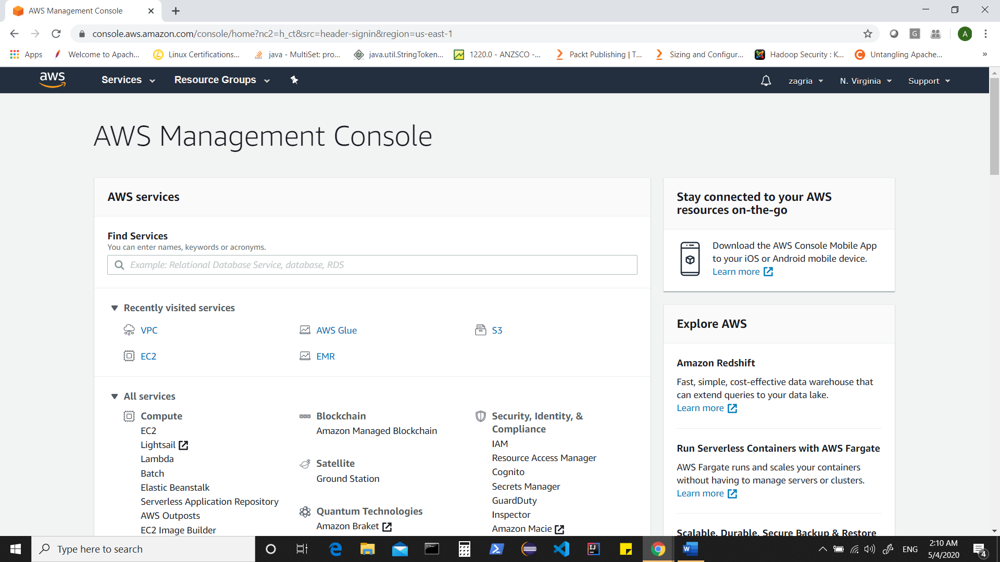 AWS Management Console
console.aws.amazon.com/console/home?nc2=h_ct&src=header-signin&region=us-east-1
G
A
Apps
Welcome to Apach...
Linux Certifications...
java - MultiSet: pro...
java.util.StringToken...
1220.0 - ANZSCO -...
Packt Publishing | T...
Sizing and Configur...
Hadoop Security : K...
Untangling Apache...
»
aws
Services
Resource Groups
zagria
N. Virginia
Support
AWS Management Console
AWS services
Find Services
You can enter names, keywords or acronyms.
Example: Relational Database Service, database, RDS
Recently visited services
VPC
AWS Glue
S3
EC2
EMR
All services
Compute
EC2
Lightsail
Lambda
Batch
Elastic Beanstalk
Serverless Application Repository
AWS Outposts
EC2 Image Builder
Blockchain
Amazon Managed Blockchain
Satellite
Ground Station
Quantum Technologies
Amazon Braket
Security, Identity, &
Compliance
IAM
Resource Access Manager
Cognito
Secrets Manager
GuardDuty
Inspector
Amazon Macie
Stay connected to your AWS
resources on-the-go
Download the AWS Console Mobile App
to your iOS or Android mobile device.
Learn more
Explore AWS
Amazon Redshift
Fast, simple, cost-effective data warehouse that
can extend queries to your data lake.
Learn more
Run Serverless Containers with AWS Fargate
AWS Fargate runs and scales your containers
without having to manage servers or clusters.
Learn more
Scalable, Durable, Secure Backup & Restore
Type here to search
ENG
2:10 AM
5/4/2020
4